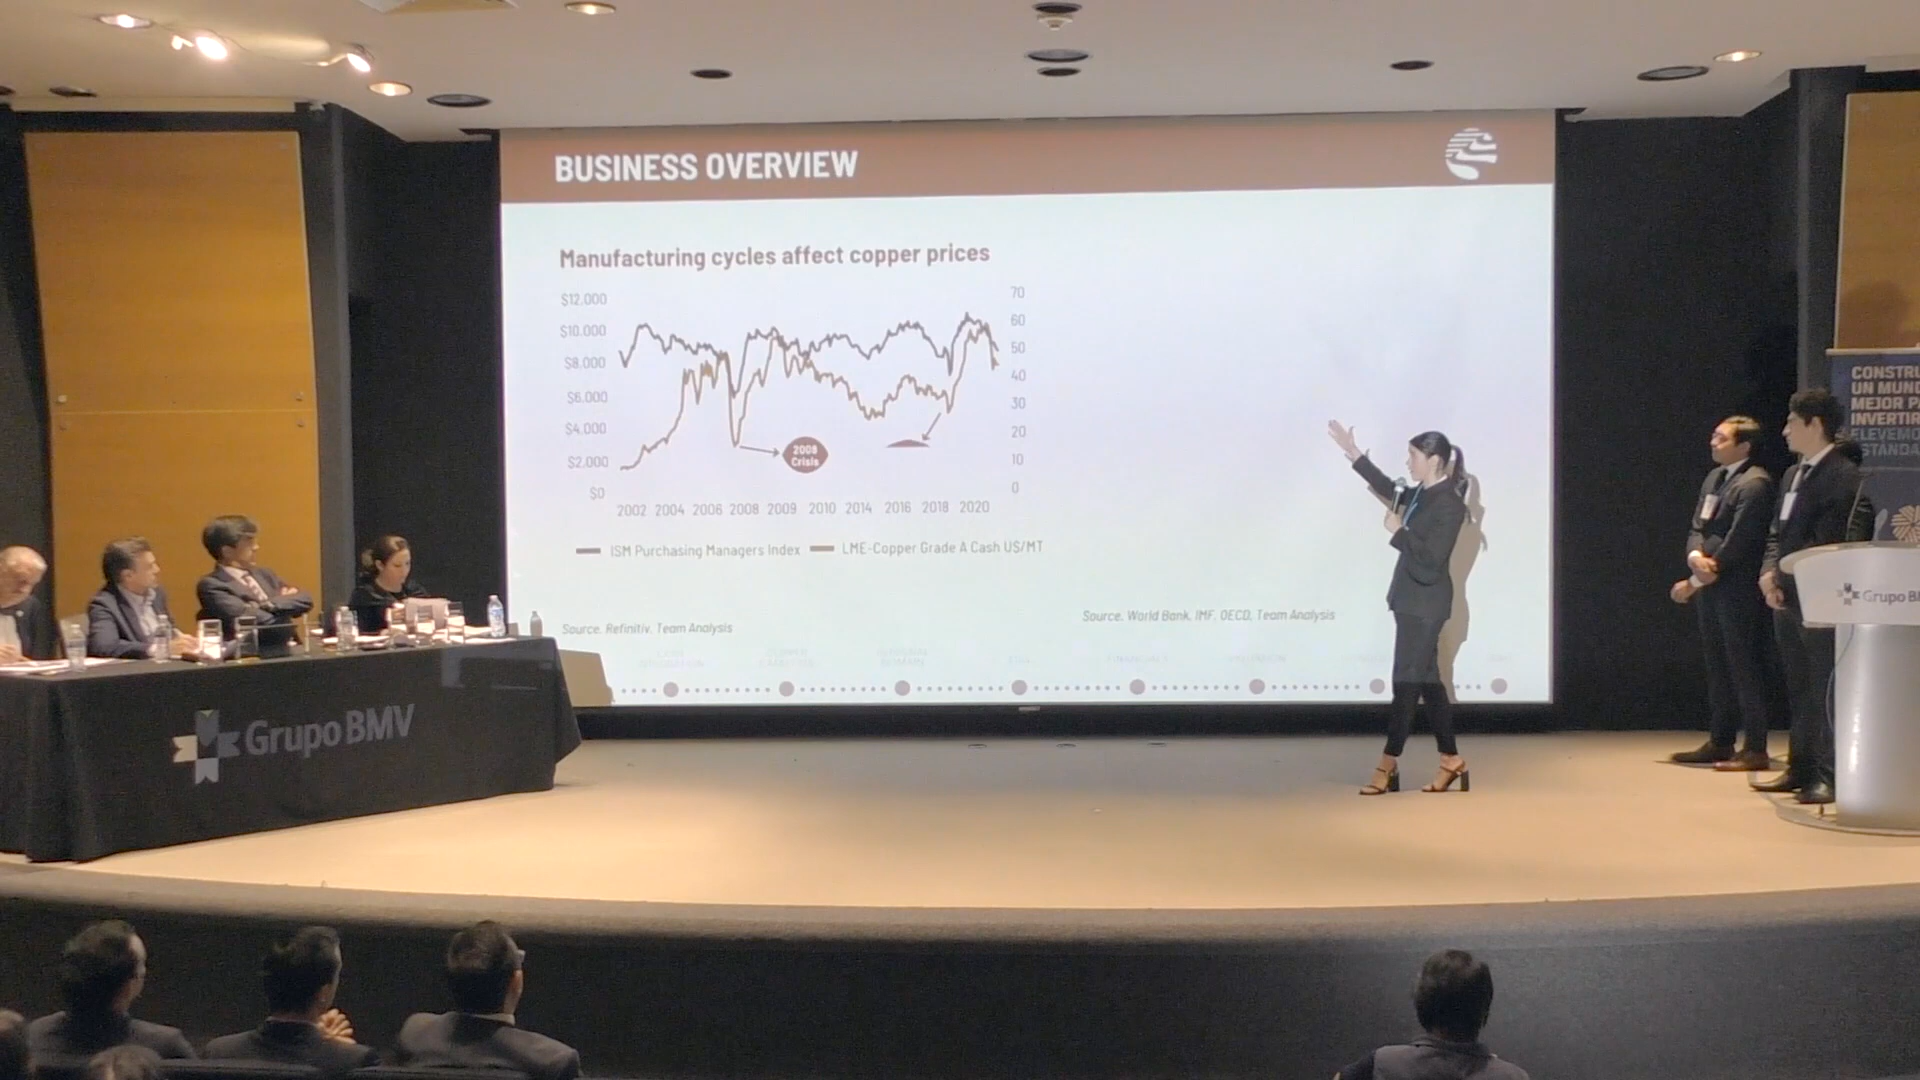 BUSINESS OVERVIEW
Manufacturing cycles affect copper prices
$12.000
$10.000
$8.000
$6.000
$4.000
$2.000
$0
70
60
50
40
30
20
10
0
2008
Crisis
2002 2004 2006 2008 2009 2010 2014 2016 2018 2020
ISM Purchasing Managers Index
LME-Copper Grade A Cash US/MT
Source. Refinitiv. Team Analysis
Source. World Bank, IMF, OECD, Team Analysis
Grupo BMV
CONSTRU
UN MUND
MEJOR PA
INVERTIR
ELEVEMO
STANDA
Grupo B